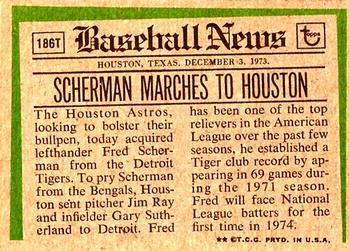 186T
Baseball News
topps
HOUSTON, TEXAS, DECEMBER 3, 1973.
SCHERMAN MARCHES TO HOUSTON
The Houston Astros,
looking to bolster their
bullpen, today acquired
lefthander Fred Scher-
man from the Detroit
Tigers. To pry Scherman
from the Bengals, Hous-
ton sent pitcher Jim Ray
and infielder Gary Suth-
erland to Detroit. Fred
has been one of the top
relievers in the American
League over the past few
seasons, he established a
Tiger club record by ap-
pearing in 69 games dur-
ing the 1971 season.
Fred will face National
League batters for the
first time in 1974.
★★ ©T.C.G. PRTD. IN U.S.A.